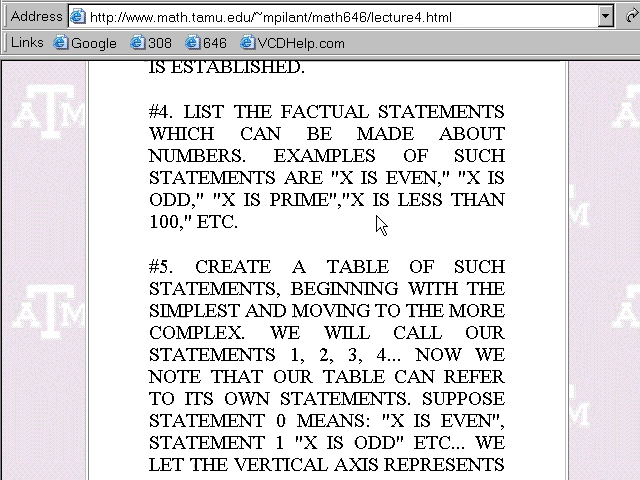 Address http://www.math.tamu.edu/~mpilant/math646/lecture4.html
Links Google 308 646 VCDHelp.com
IS ESTABLISHED.
#4. LIST THE FACTUAL STATEMENTS
WHICH CAN BE MADE ABOUT
NUMBERS. EXAMPLES OF SUCH
STATEMENTS ARE "X IS EVEN," "X IS
ODD," "X IS PRIME","X IS LESS THAN
100," ETC.
#5. CREATE A TABLE OF SUCH
STATEMENTS, BEGINNING WITH THE
SIMPLEST AND MOVING TO THE MORE
COMPLEX. WE WILL CALL OUR
STATEMENTS 1, 2, 3, 4... NOW WE
NOTE THAT OUR TABLE CAN REFER
TO ITS OWN STATEMENTS. SUPPOSE
STATEMENT 0 MEANS: "X IS EVEN",
STATEMENT 1 "X IS ODD" ETC... WE
LET THE VERTICAL AXIS REPRESENTS